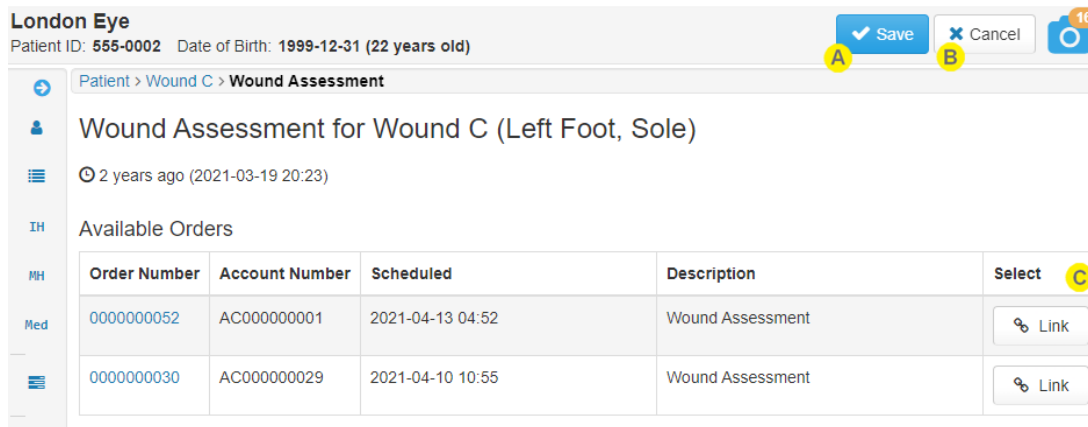 London Eye
Patient ID: 555-0002 Date of Birth: 1999-12-31 (22 years old)
Save
Cancel
16
A
B
Patient > Wound C > Wound Assessment
Wound Assessment for Wound C (Left Foot, Sole)
2 years ago (2021-03-19 20:23)
IH
Available Orders
MH
Order Number Account Number Scheduled Description Select
C
0000000052 AC000000001 2021-04-13 04:52 Wound Assessment Link
Med
0000000030 AC000000029 2021-04-10 10:55 Wound Assessment Link